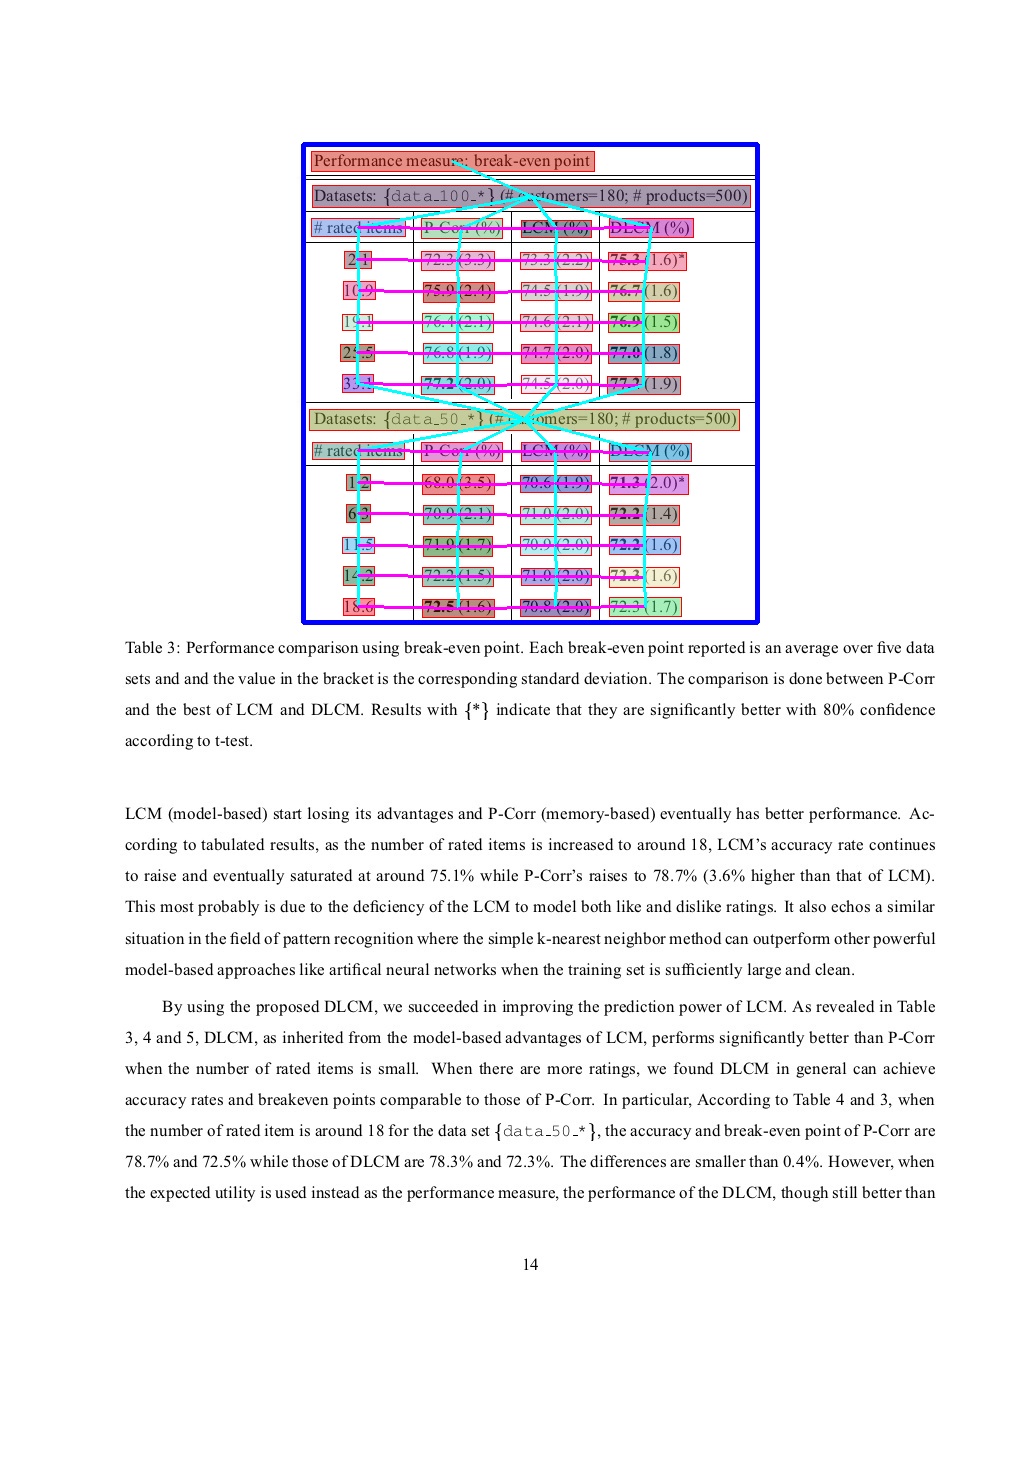 Performance measure: break-even point
Datasets: {data_100_*} (# customers=180; # products=500)
# rated items P-Corr (%) LCM (%) DLCM (%)
2.1 72.3 (3.3) 73.3 (2.2) 75.3 (1.6)*
10.9 75.9 (2.4) 74.5 (1.9) 76.7 (1.6)
19.1 76.4 (2.1) 74.6 (2.1) 76.9 (1.5)
25.5 76.8 (1.9) 74.7 (2.0) 77.0 (1.8)
33.1 77.2 (2.0) 74.5 (2.0) 77.2 (1.9)
Datasets: {data_50_*} (# customers=180; # products=500)
# rated items P-Corr (%) LCM (%) DLCM (%)
1.2 68.0 (3.5) 70.6 (1.9) 71.3 (2.0)*
6.3 70.9 (2.1) 71.0 (2.0) 72.2 (1.4)
11.5 71.9 (1.7) 70.9 (2.0) 72.2 (1.6)
14.2 72.2 (1.5) 71.0 (2.0) 72.3 (1.6)
18.6 72.5 (1.6) 70.8 (2.0) 72.3 (1.7)
Table 3: Performance comparison using break-even point. Each break-even point reported is an average over five data
sets and and the value in the bracket is the corresponding standard deviation. The comparison is done between P-Corr
and the best of LCM and DLCM. Results with {*} indicate that they are significantly better with 80% confidence
according to t-test.
LCM (model-based) start losing its advantages and P-Corr (memory-based) eventually has better performance. Ac-
cording to tabulated results, as the number of rated items is increased to around 18, LCM's accuracy rate continues
to raise and eventually saturated at around 75.1% while P-Corr's raises to 78.7% (3.6% higher than that of LCM).
This most probably is due to the deficiency of the LCM to model both like and dislike ratings. It also echos a similar
situation in the field of pattern recognition where the simple k-nearest neighbor method can outperform other powerful
model-based approaches like artifical neural networks when the training set is sufficiently large and clean.
By using the proposed DLCM, we succeeded in improving the prediction power of LCM. As revealed in Table
3, 4 and 5, DLCM, as inherited from the model-based advantages of LCM, performs significantly better than P-Corr
when the number of rated items is small. When there are more ratings, we found DLCM in general can achieve
accuracy rates and breakeven points comparable to those of P-Corr. In particular, According to Table 4 and 3, when
the number of rated item is around 18 for the data set {data_50_*}, the accuracy and break-even point of P-Corr are
78.7% and 72.5% while those of DLCM are 78.3% and 72.3%. The differences are smaller than 0.4%. However, when
the expected utility is used instead as the performance measure, the performance of the DLCM, though still better than
14